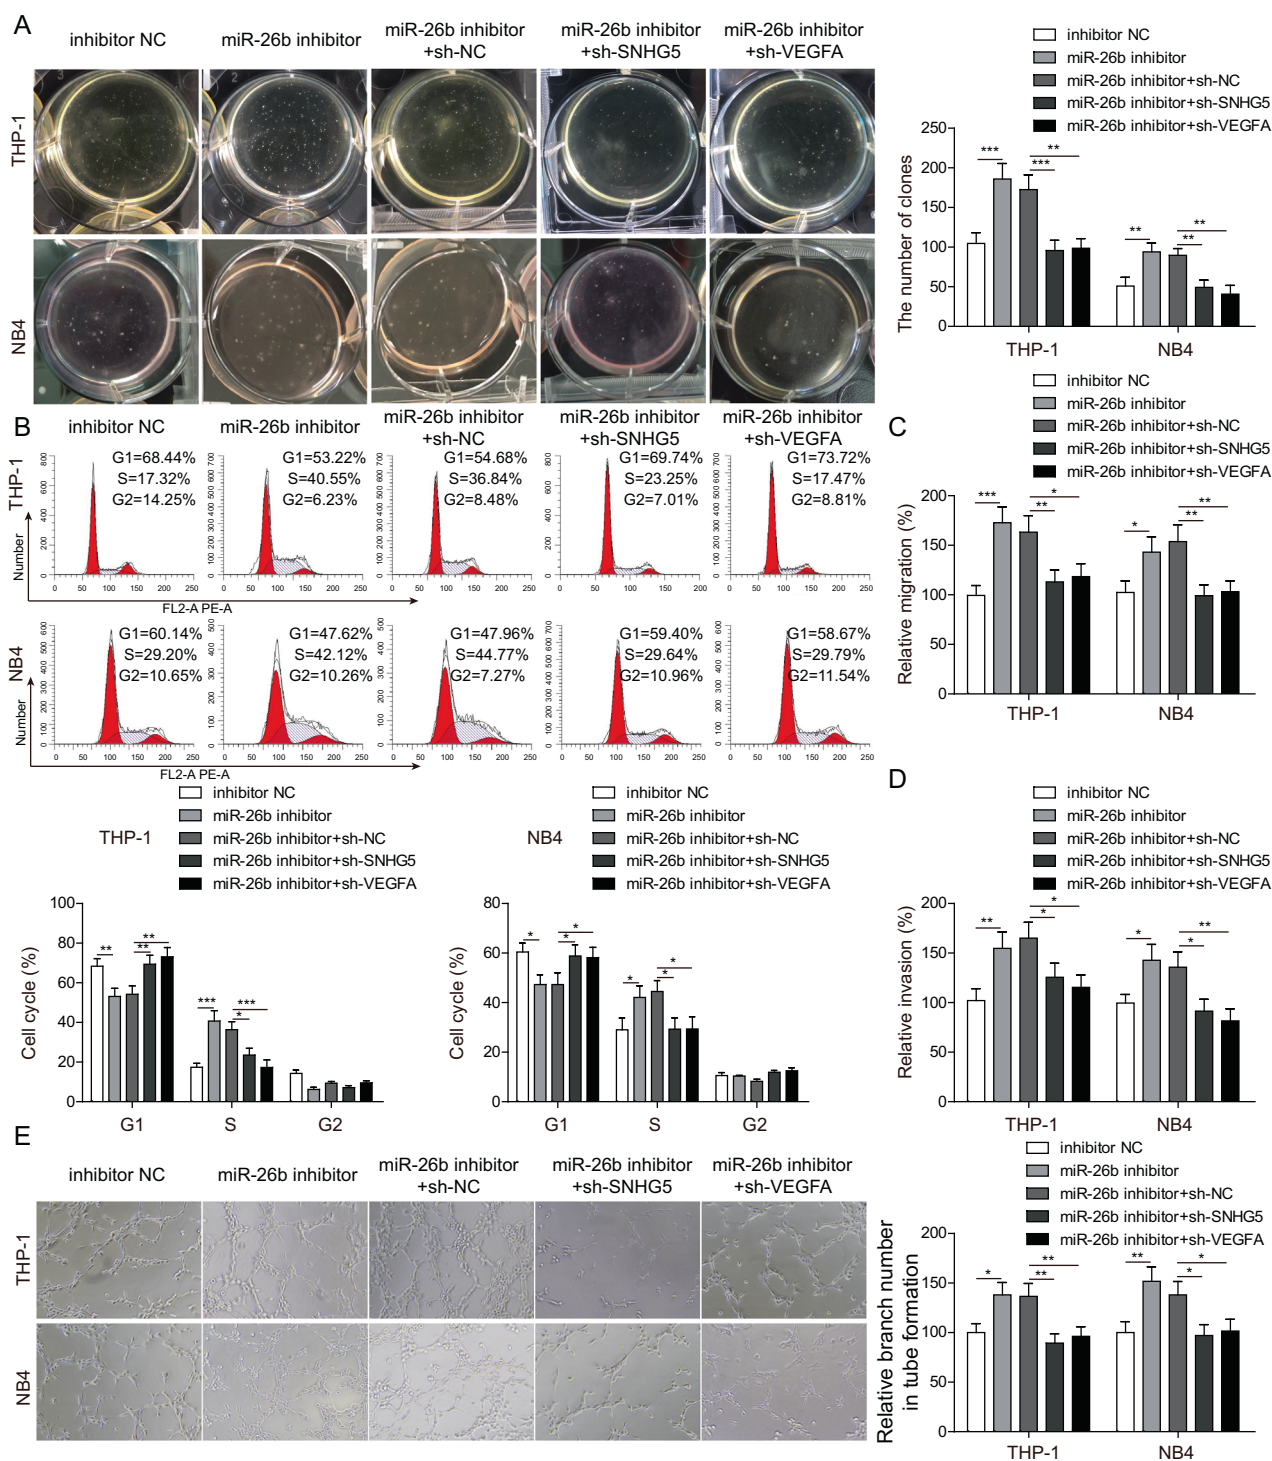 A
inhibitor NC
miR-26b inhibitor
miR-26b inhibitor
+sh-NC
miR-26b inhibitor
+sh-SNHG5
miR-26b inhibitor
+sh-VEGFA
THP-1
NB4
inhibitor NC
miR-26b inhibitor
miR-26b inhibitor+sh-NC
miR-26b inhibitor+sh-SNHG5
miR-26b inhibitor+sh-VEGFA
The number of clones
250
200
150
100
50
0
*** *** **
** ** **
THP-1 NB4
B
inhibitor NC
miR-26b inhibitor
miR-26b inhibitor
+sh-NC
miR-26b inhibitor
+sh-SNHG5
miR-26b inhibitor
+sh-VEGFA
THP-1
G1=68.44%
S=17.32%
G2=14.25%
G1=53.22%
S=40.55%
G2=6.23%
G1=54.68%
S=36.84%
G2=8.48%
G1=69.74%
S=23.25%
G2=7.01%
G1=73.72%
S=17.47%
G2=8.81%
Number
0 50 100 150 200 250
FL2-A PE-A
NB4
G1=60.14%
S=29.20%
G2=10.65%
G1=47.62%
S=42.12%
G2=10.26%
G1=47.96%
S=44.77%
G2=7.27%
G1=59.40%
S=29.64%
G2=10.96%
G1=58.67%
S=29.79%
G2=11.54%
Number
0 50 100 150 200 250
FL2-A PE-A
THP-1
inhibitor NC
miR-26b inhibitor
miR-26b inhibitor+sh-NC
miR-26b inhibitor+sh-SNHG5
miR-26b inhibitor+sh-VEGFA
Cell cycle (%)
100
80
60
40
20
0
** ** **
*** * ***
G1 S G2
NB4
inhibitor NC
miR-26b inhibitor
miR-26b inhibitor+sh-NC
miR-26b inhibitor+sh-SNHG5
miR-26b inhibitor+sh-VEGFA
Cell cycle (%)
80
60
40
20
0
* * *
* * *
G1 S G2
C
inhibitor NC
miR-26b inhibitor
miR-26b inhibitor+sh-NC
miR-26b inhibitor+sh-SNHG5
miR-26b inhibitor+sh-VEGFA
Relative migration (%)
200
150
100
50
0
*** ** *
* ** **
THP-1 NB4
D
inhibitor NC
miR-26b inhibitor
miR-26b inhibitor+sh-NC
miR-26b inhibitor+sh-SNHG5
miR-26b inhibitor+sh-VEGFA
Relative invasion (%)
200
150
100
50
0
** * *
* * **
THP-1 NB4
E
inhibitor NC
miR-26b inhibitor
miR-26b inhibitor
+sh-NC
miR-26b inhibitor
+sh-SNHG5
miR-26b inhibitor
+sh-VEGFA
THP-1
NB4
inhibitor NC
miR-26b inhibitor
miR-26b inhibitor+sh-NC
miR-26b inhibitor+sh-SNHG5
miR-26b inhibitor+sh-VEGFA
Relative branch number
in tube formation
200
150
100
50
0
* ** **
** * *
THP-1 NB4